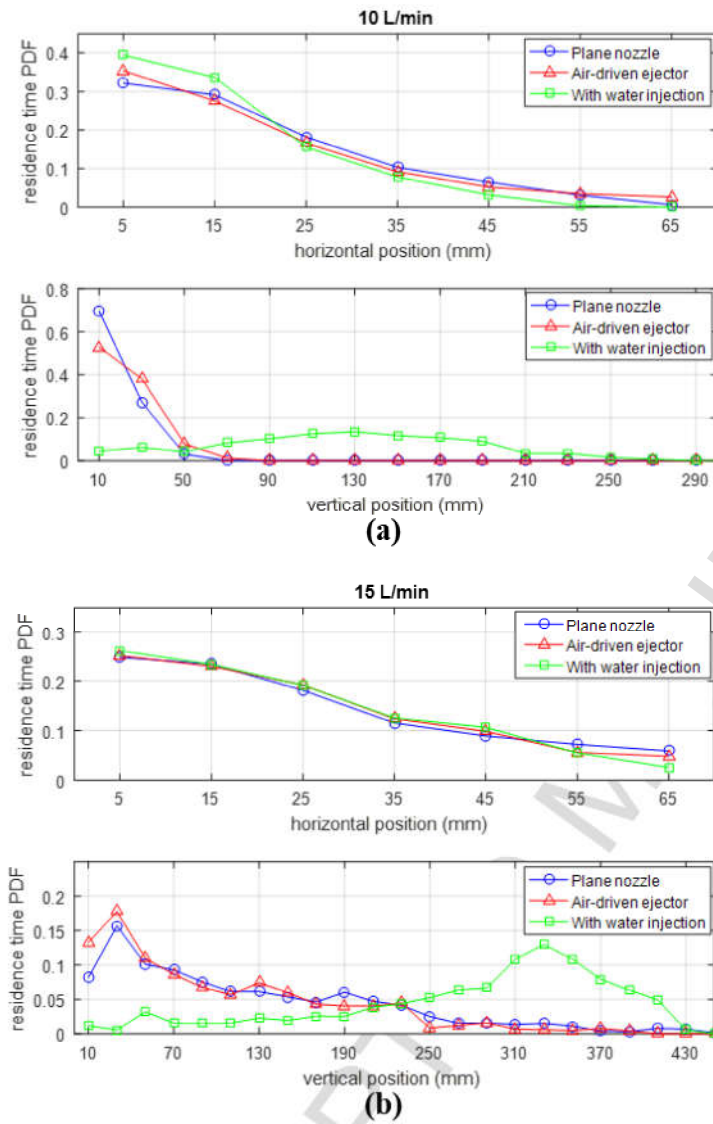 10 L/min
residence time PDF
0.4
0.3
0.2
0.1
0
Plane nozzle
Air-driven ejector
With water injection
5 15 25 35 45 55 65
horizontal position (mm)
residence time PDF
0.8
0.6
0.4
0.2
0
Plane nozzle
Air-driven ejector
With water injection
10 50 90 130 170 210 250 290
vertical position (mm)
(a)
15 L/min
residence time PDF
0.3
0.2
0.1
0
Plane nozzle
Air-driven ejector
With water injection
5 15 25 35 45 55 65
horizontal position (mm)
residence time PDF
0.2
0.15
0.1
0.05
0
Plane nozzle
Air-driven ejector
With water injection
10 70 130 190 250 310 370 430
vertical position (mm)
(b)